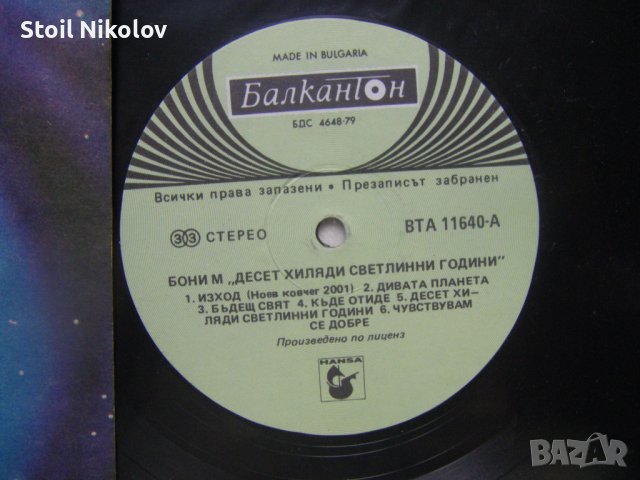 Stoil Nikolov
MADE IN BULGARIA
Балкантон
БДС 4648-79
Всички права запазени • Презаписът забранен
33 СТЕРЕО
ВТА 11640-А
БОНИ М „ДЕСЕТ ХИЛЯДИ СВЕТЛИННИ ГОДИНИ"
1. ИЗХОД (Ноев ковчег 2001) 2. ДИВАТА ПЛАНЕТА
3. БЪДЕЩ СВЯТ 4. КЪДЕ ОТИДЕ 5. ДЕСЕТ ХИ-
ЛЯДИ СВЕТЛИННИ ГОДИНИ 6. ЧУВСТВУВАМ
СЕ ДОБРЕ
Произведено по лиценз
HANSA
BAZAR